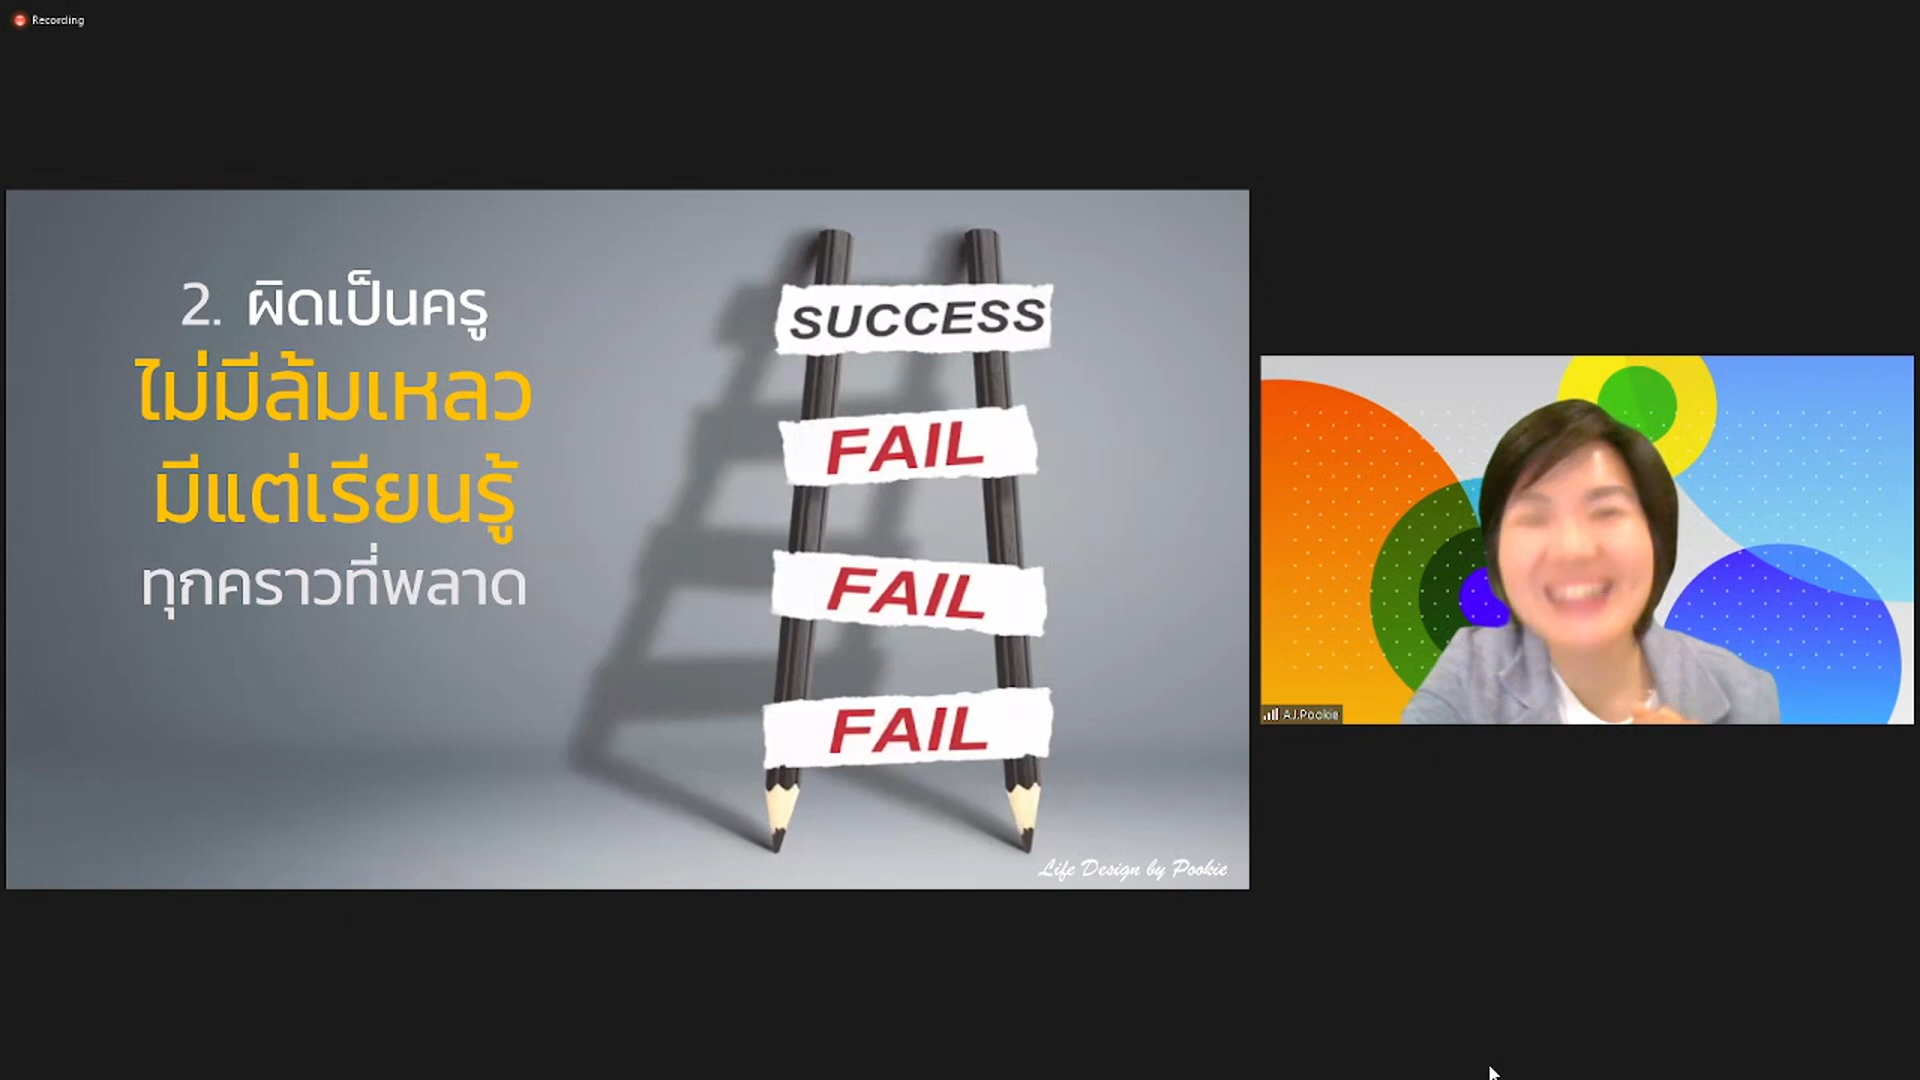 Recording
2. ผิดเป็นครู
ไม่มีล้มเหลว
มีแต่เรียนรู้
ทุกคราวที่พลาด
SUCCESS
FAIL
FAIL
FAIL
Life Design by Pookie
AJ.Pookie